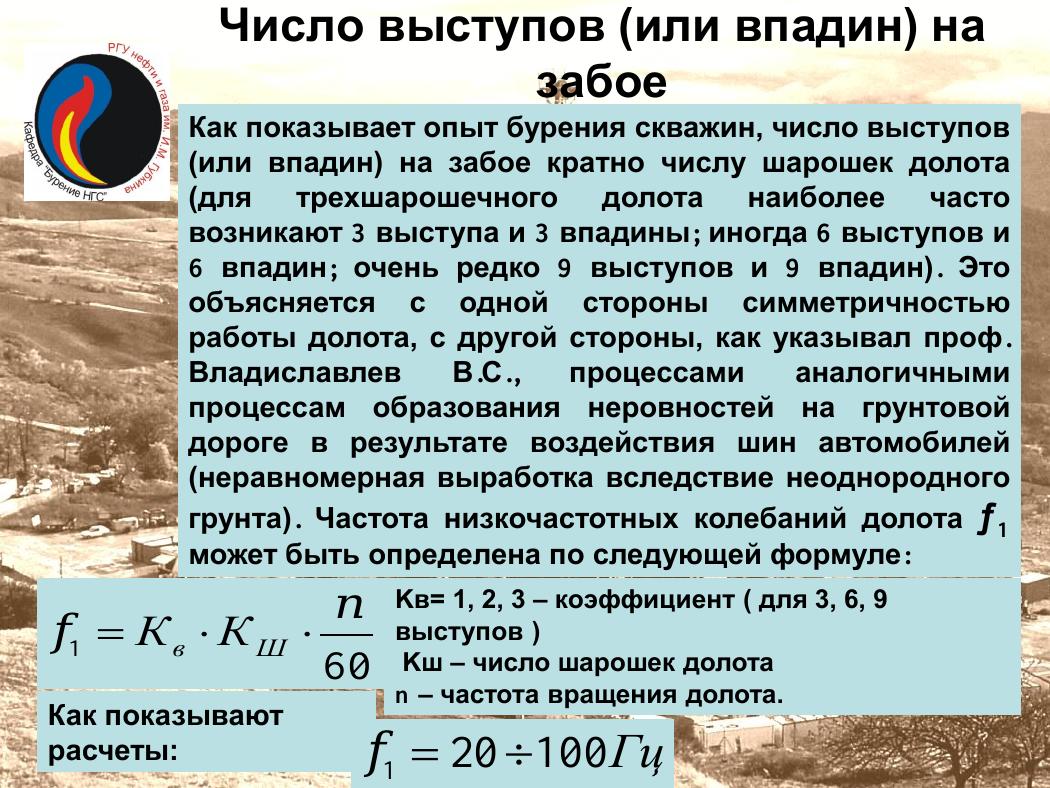 Число выступов (или впадин) на
забое
РГУ нефти и газа им. И.М. Губкина
Кафедра "Бурение НГС"
Как показывает опыт бурения скважин, число выступов
(или впадин) на забое кратно числу шарошек долота
(для трехшарошечного долота наиболее часто
возникают 3 выступа и 3 впадины; иногда 6 выступов и
6 впадин; очень редко 9 выступов и 9 впадин). Это
объясняется с одной стороны симметричностью
работы долота, с другой стороны, как указывал проф.
Владиславлев В.С., процессами аналогичными
процессам образования неровностей на грунтовой
дороге в результате воздействия шин автомобилей
(неравномерная выработка вследствие неоднородного
грунта). Частота низкочастотных колебаний долота f₁
может быть определена по следующей формуле:
f₁ = К_в · К_Ш · n/60
Кв= 1, 2, 3 – коэффициент ( для 3, 6, 9
выступов )
Кш – число шарошек долота
n – частота вращения долота.
Как показывают
расчеты:
f₁ = 20÷100Гц